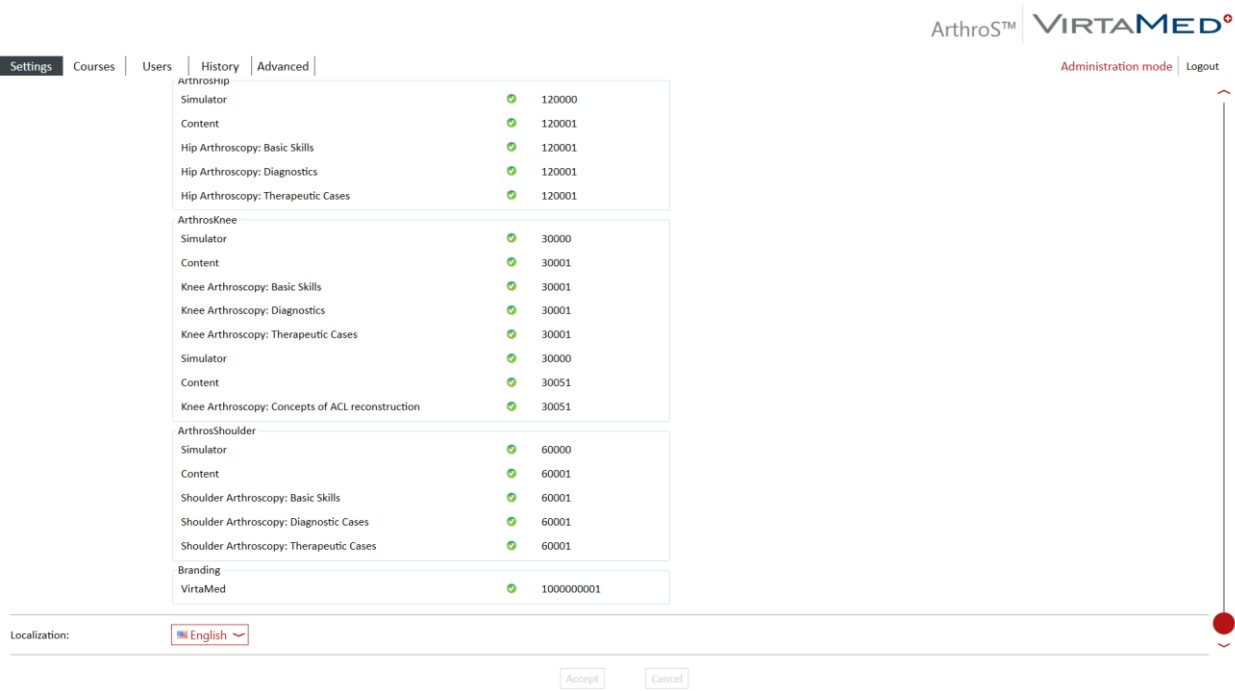 ArthroS™ VIRTAMED
Settings Courses Users History Advanced Administration mode Logout
ArthrosHip
Simulator 120000
Content 120001
Hip Arthroscopy: Basic Skills 120001
Hip Arthroscopy: Diagnostics 120001
Hip Arthroscopy: Therapeutic Cases 120001
ArthrosKnee
Simulator 30000
Content 30001
Knee Arthroscopy: Basic Skills 30001
Knee Arthroscopy: Diagnostics 30001
Knee Arthroscopy: Therapeutic Cases 30001
Simulator 30000
Content 30051
Knee Arthroscopy: Concepts of ACL reconstruction 30051
ArthrosShoulder
Simulator 60000
Content 60001
Shoulder Arthroscopy: Basic Skills 60001
Shoulder Arthroscopy: Diagnostic Cases 60001
Shoulder Arthroscopy: Therapeutic Cases 60001
Branding
VirtaMed 1000000001
Localization: English
Accept Cancel